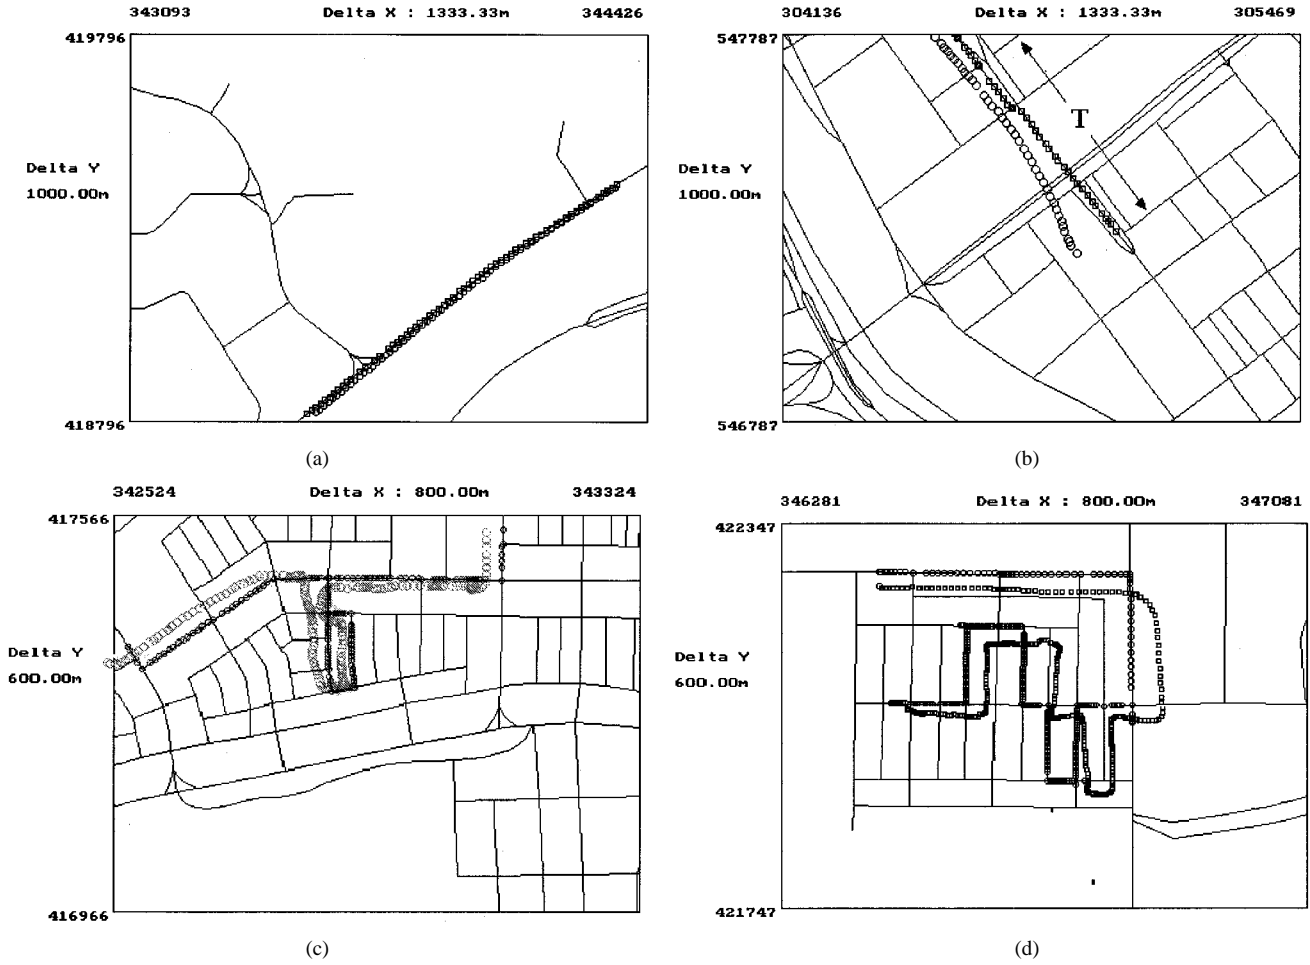 343093 Delta X : 1333.33m 344426
419796
Delta Y
1000.00m
418796
(a)
304136 Delta X : 1333.33m 305469
547787
T
Delta Y
1000.00m
546787
(b)
342524 Delta X : 800.00m 343324
417566
Delta Y
600.00m
416966
(c)
346281 Delta X : 800.00m 347081
422347
Delta Y
600.00m
421747
(d)